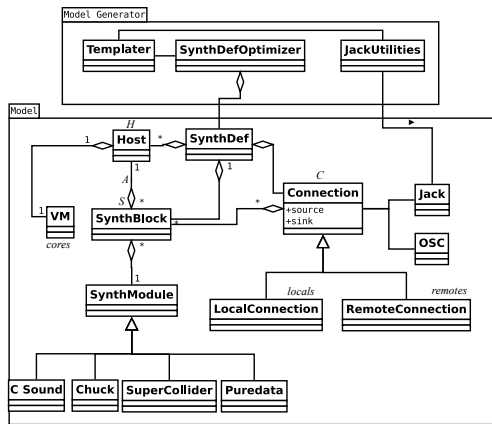 Model Generator
Templater
SynthDefOptimizer
JackUtilities
Model
H
1
Host
*
SynthDef
1
1
A
C
Connection
+source
+sink
Jack
S
*
*
*
1
VM
cores
SynthBlock
OSC
*
1
SynthModule
locals
remotes
LocalConnection
RemoteConnection
C Sound
Chuck
SuperCollider
Puredata